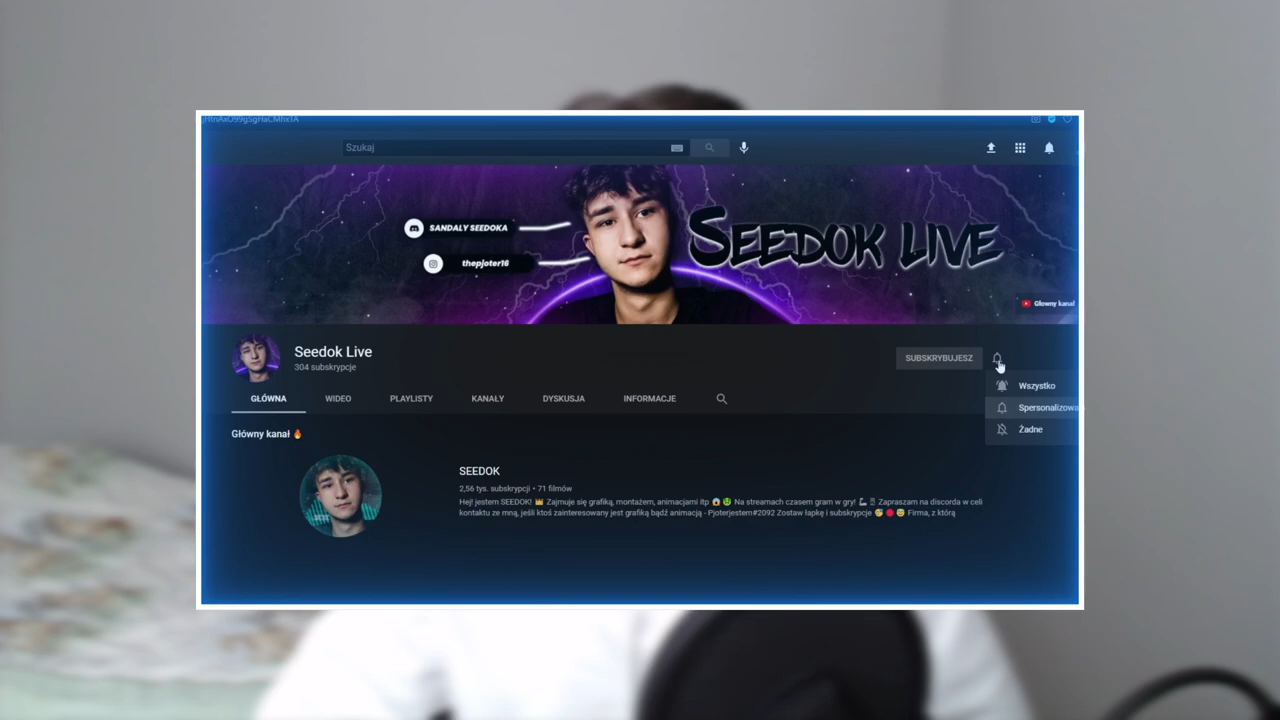 Szukaj
SANDALY SEEDOKA
thepjoter16
SEEDOK LIVE
Głowny kanał
Seedok Live
304 subskrypcje
SUBSKRYBUJESZ
Wszystko
Spersonalizowa
Żadne
GŁÓWNA WIDEO PLAYLISTY KANAŁY DYSKUSJA INFORMACJE
Główny kanał 🔥
SEEDOK
2,56 tys. subskrypcji • 71 filmów
Hej! jestem SEEDOK! 👑 Zajmuje się grafiką, montażem, animacjami itp 😱 🤑 Na streamach czasem gram w gry! 🦾 📱 Zapraszam na discorda w celi
kontaktu ze mną, jeśli ktoś zainteresowany jest grafiką bądź animacją - Pjoterjestem#2092 Zostaw łapkę i subskrypcje 🥳 🔴 😇 Firma, z którą